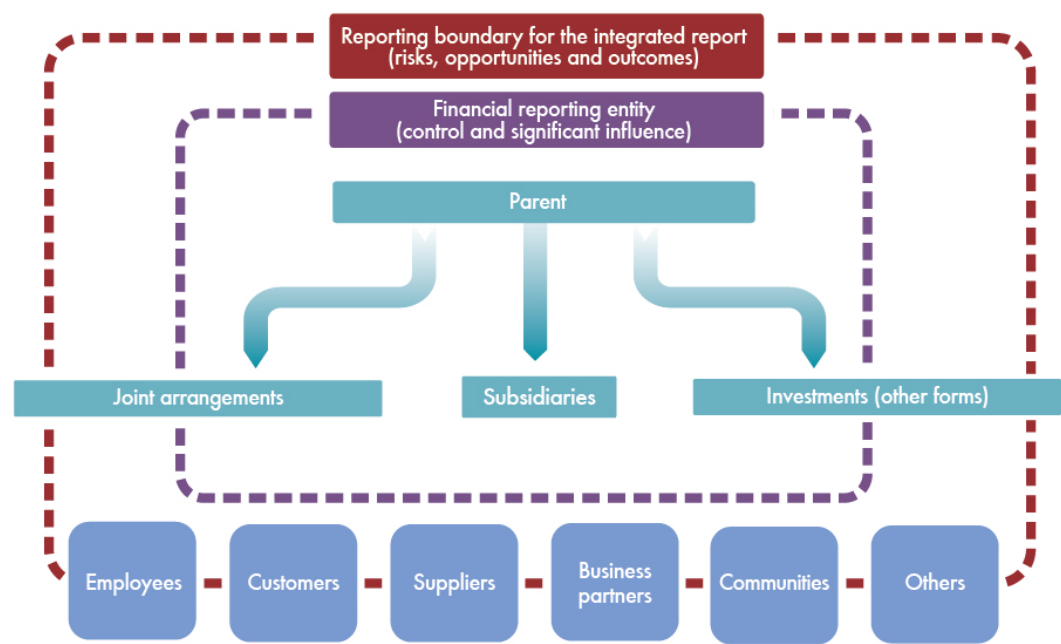 Reporting boundary for the integrated report
(risks, opportunities and outcomes)
Financial reporting entity
(control and significant influence)
Parent
Joint arrangements
Subsidiaries
Investments (other forms)
Employees
Customers
Suppliers
Business
partners
Communities
Others